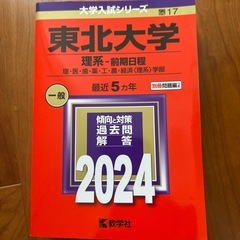 大学入試シリーズ
17
東北大学
理系-前期日程
理・医・歯・薬・工・農・経済〈理系〉学部
一般
最近5カ年
別冊問題編
傾向と対策
過去問
解答
2024
教学社